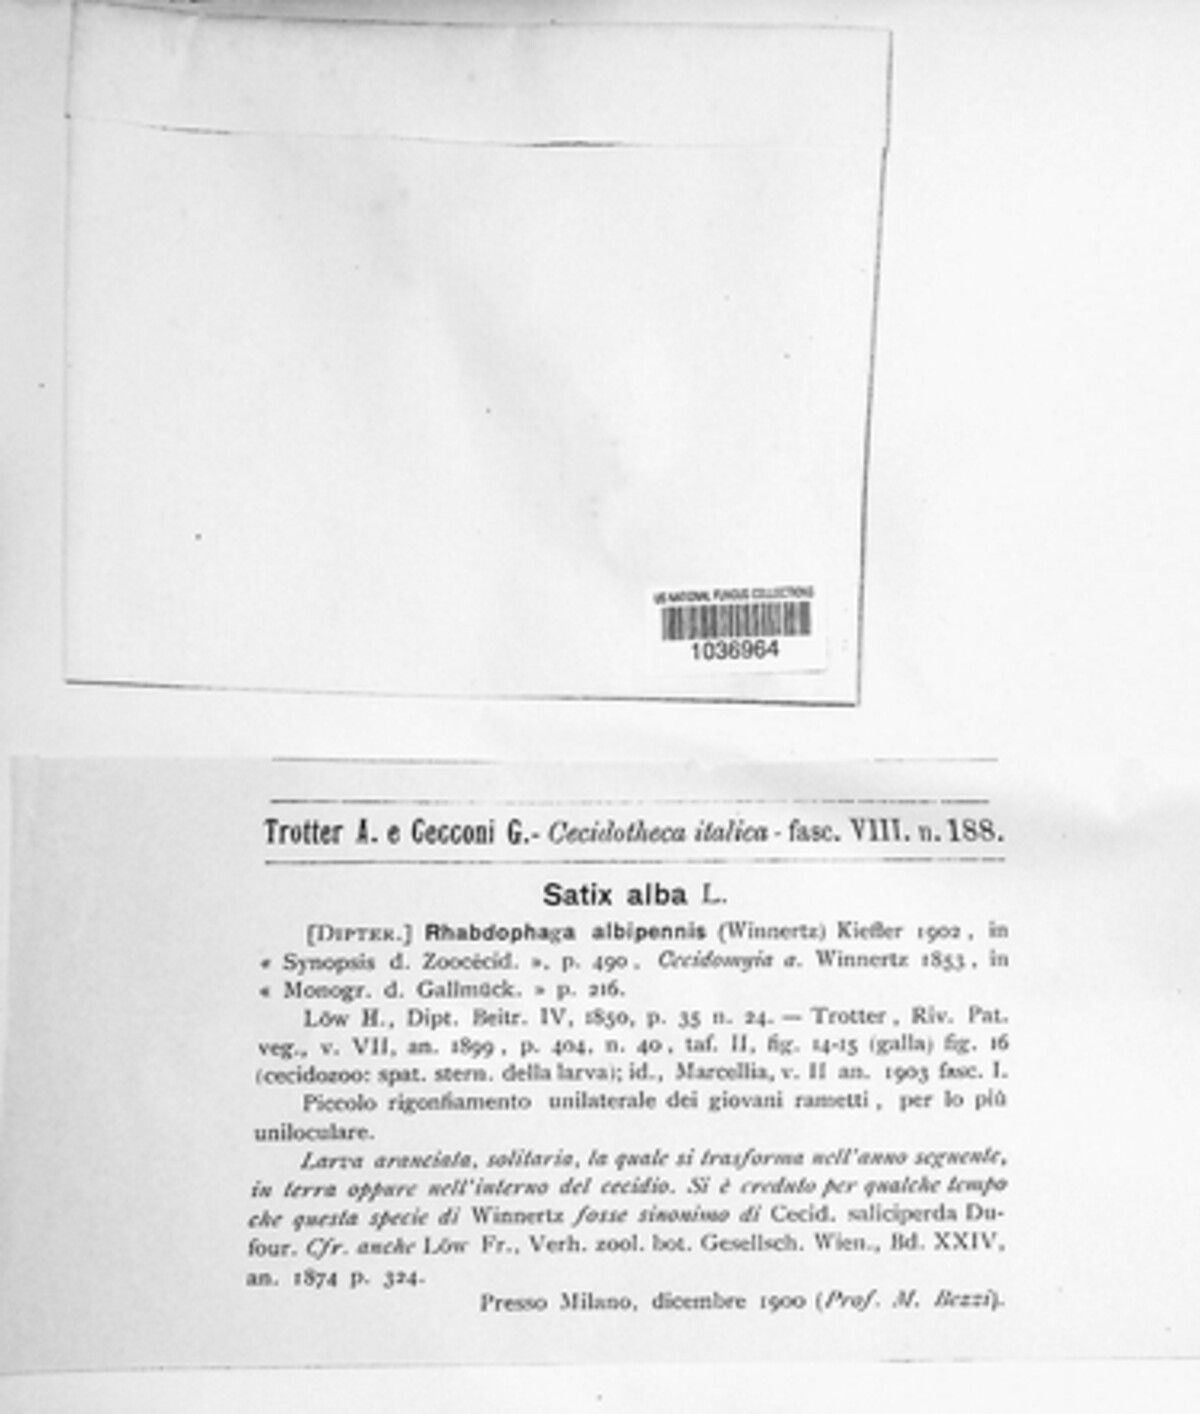 US NATIONAL FUNGUS COLLECTIONS
1036964
Trotter A. e Cecconi G.- Cecidotheca italica - fasc. VIII. n. 188.
Satix alba L.
[DIPTER.] Rhabdophaga albipennis (Winnertz) Kieffer 1902, in
« Synopsis d. Zoocécid. », p. 490, Cecidomyia a. Winnertz 1853, in
« Monogr. d. Gallmück. » p. 216.
Löw H., Dipt. Beitr. IV, 1850, p. 35 n. 24. — Trotter, Riv. Pat.
veg., v. VII, an. 1899, p. 404, n. 40, taf. II, fig. 14-15 (galla) fig. 16
(cecidozoo: spat. stern. della larva); id., Marcellia, v. II an. 1903 fasc. I.
Piccolo rigonfiamento unilaterale dei giovani rametti, per lo più
uniloculare.
Larva aranciata, solitaria, la quale si trasforma nell'anno seguente,
in terra oppure nell'interno del cecidio. Si è creduto per qualche tempo
che questa specie di Winnertz fosse sinonimo di Cecid. saliciperda Du-
four. Cfr. anche Löw Fr., Verh. zool. bot. Gesellsch. Wien., Bd. XXIV,
an. 1874 p. 324.
Presso Milano, dicembre 1900 (Prof. M. Bezzi).